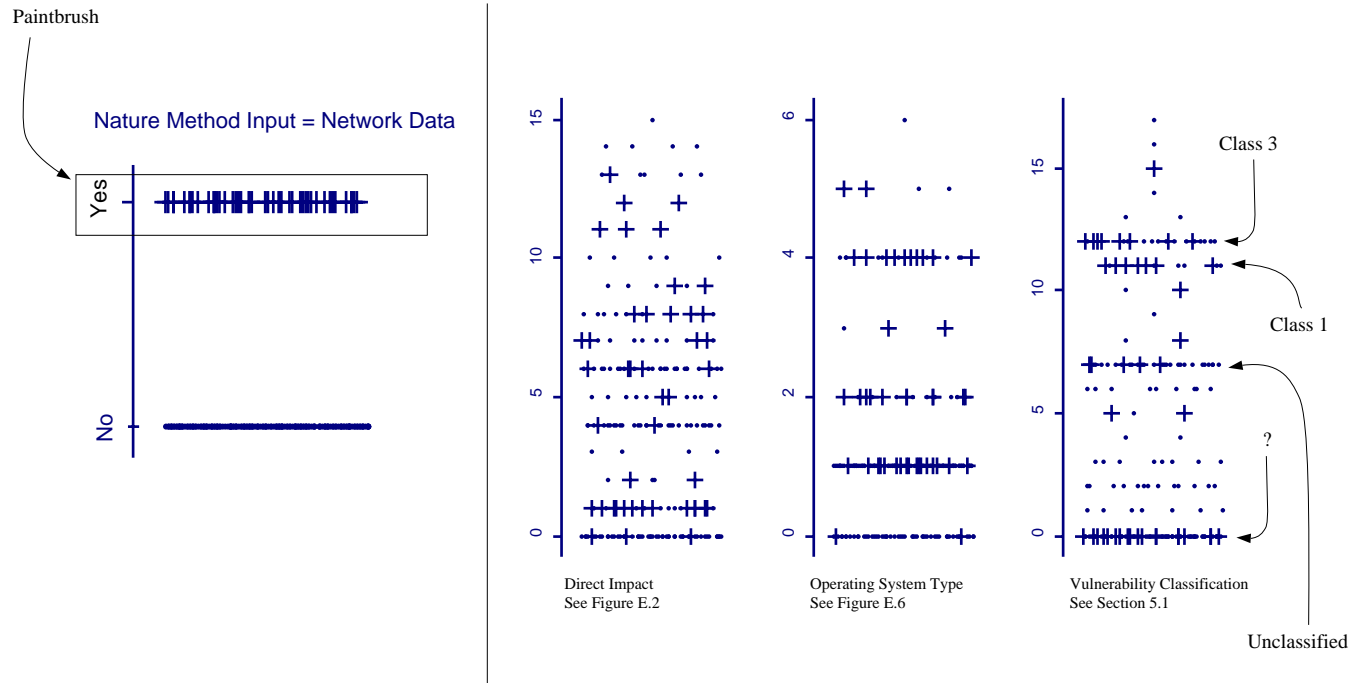 Paintbrush
Nature Method Input = Network Data
Yes
No
15
10
5
0
Direct Impact
See Figure E.2
6
4
2
0
Operating System Type
See Figure E.6
15
10
5
0
Vulnerability Classification
See Section 5.1
Class 3
Class 1
?
Unclassified